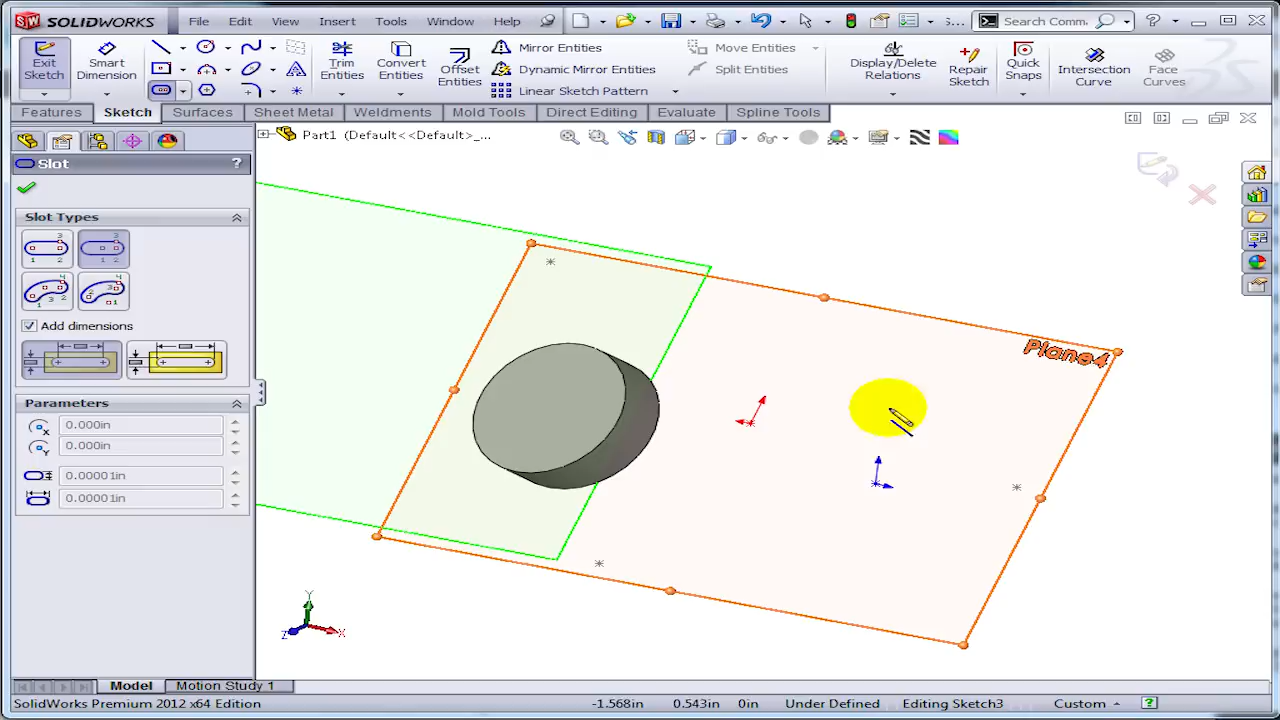 SOLIDWORKS File Edit View Insert Tools Window Help S... Search Comma ?
Exit Sketch
Smart Dimension
Trim Entities
Convert Entities
Offset Entities
Mirror Entities
Dynamic Mirror Entities
Linear Sketch Pattern
Move Entities
Split Entities
Display/Delete Relations
Repair Sketch
Quick Snaps
Intersection Curve
Face Curves
Features Sketch Surfaces Sheet Metal Weldments Mold Tools Direct Editing Evaluate Spline Tools
Part1 (Default<<Default>_...
Slot ?
Slot Types
Add dimensions
Parameters
0.000in
0.000in
0.00001in
0.00001in
Plane4
Y
Z X
Model Motion Study 1
SolidWorks Premium 2012 x64 Edition -1.568in 0.543in 0in Under Defined Editing Sketch3 Custom ?